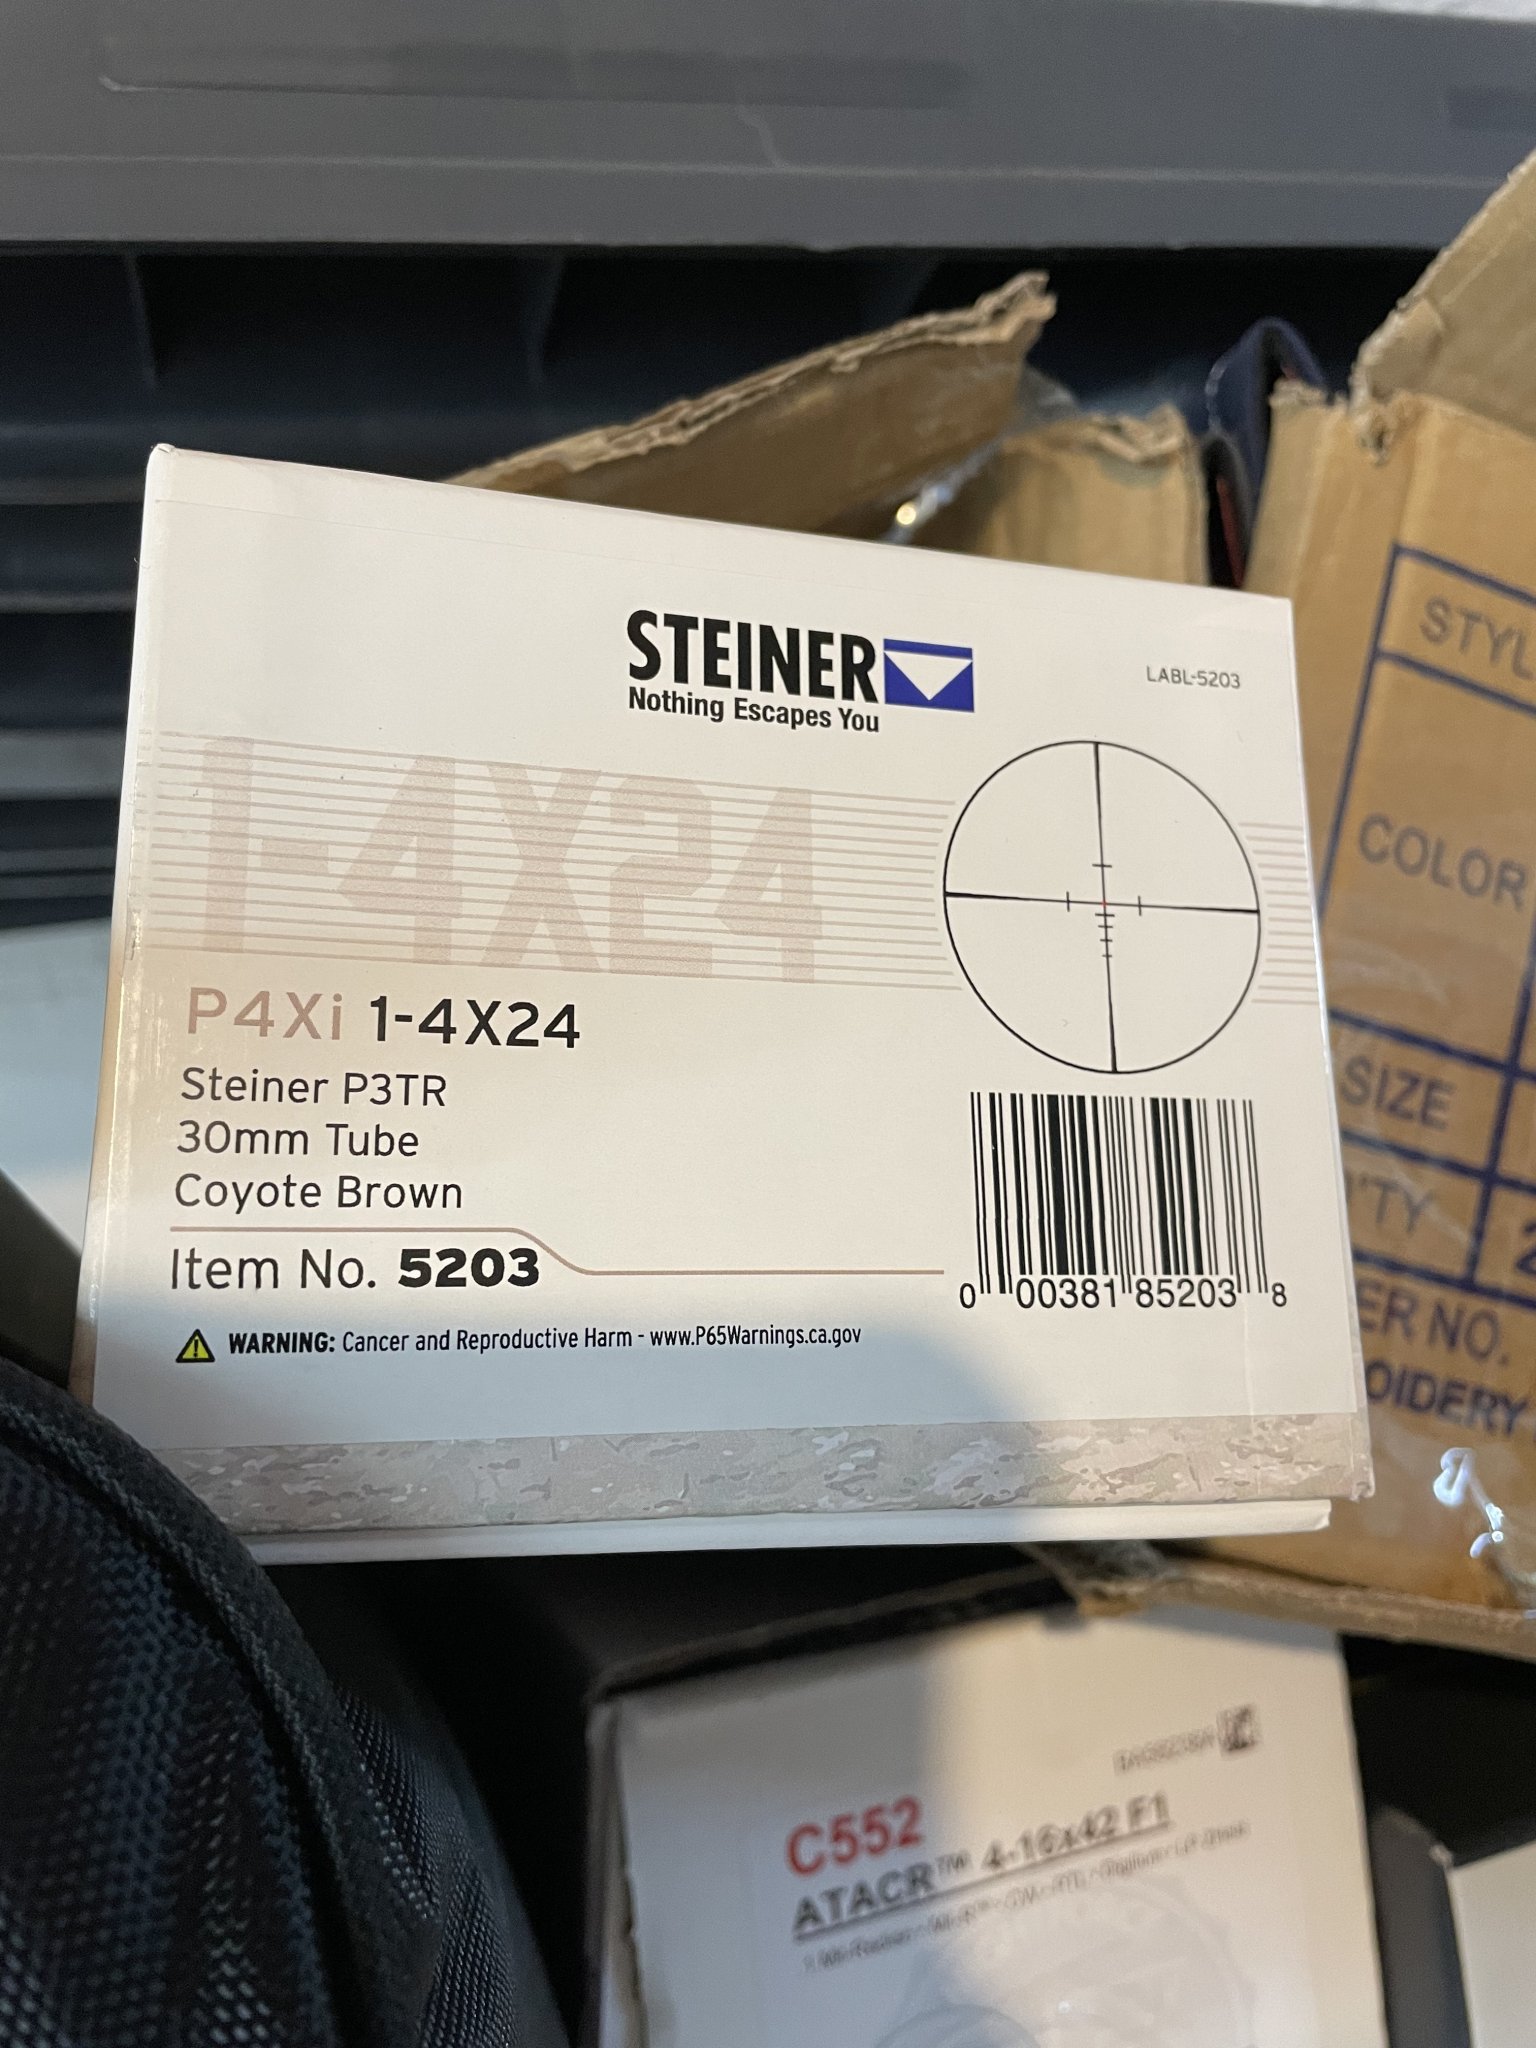 STEINER
Nothing Escapes You
LABL-5203
1-4X24
P4Xi 1-4X24
Steiner P3TR
30mm Tube
Coyote Brown
Item No. 5203
0 00381 85203 8
WARNING: Cancer and Reproductive Harm - www.P65Warnings.ca.gov
STYL
COLOR
SIZE
'TY
2
ER NO.
OIDERY
C552
ATACR™ 4-16x42 F1